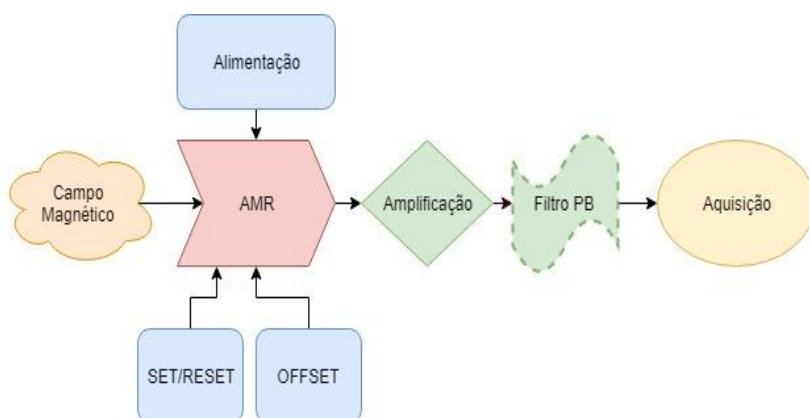 Alimentação
Campo
Magnético
AMR
Amplificação
Filtro PB
Aquisição
SET/RESET
OFFSET